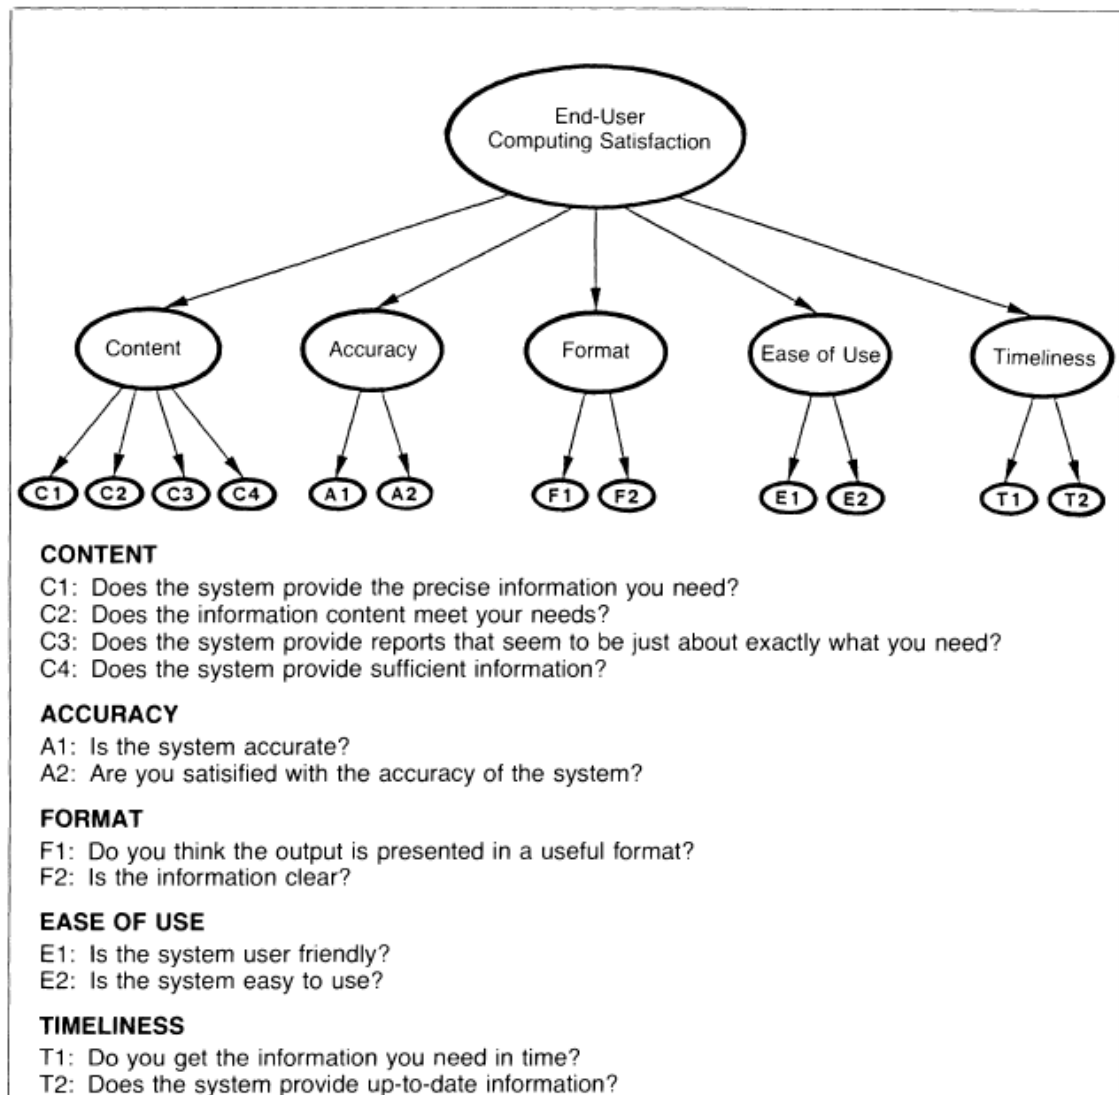 End-User
Computing Satisfaction
Content
Accuracy
Format
Ease of Use
Timeliness
C1 C2 C3 C4 A1 A2 F1 F2 E1 E2 T1 T2
CONTENT
C1: Does the system provide the precise information you need?
C2: Does the information content meet your needs?
C3: Does the system provide reports that seem to be just about exactly what you need?
C4: Does the system provide sufficient information?
ACCURACY
A1: Is the system accurate?
A2: Are you satisified with the accuracy of the system?
FORMAT
F1: Do you think the output is presented in a useful format?
F2: Is the information clear?
EASE OF USE
E1: Is the system user friendly?
E2: Is the system easy to use?
TIMELINESS
T1: Do you get the information you need in time?
T2: Does the system provide up-to-date information?